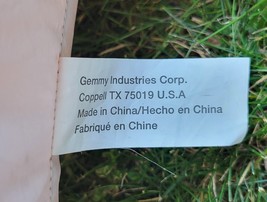 Gemmy Industries Corp.
Coppell TX 75019 U.S.A
Made in China/Hecho en China
Fabriqué en Chine